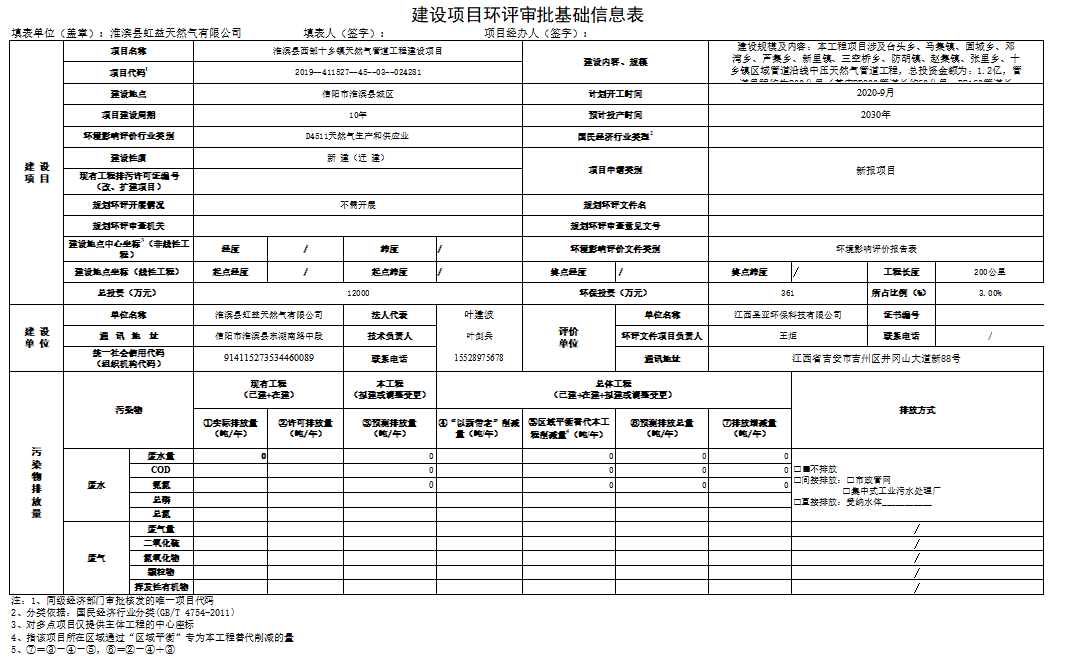 建设项目环评审批基础信息表
填表单位（盖章）：淮滨县虹益天然气有限公司 填表人（签字）： 项目经办人（签字）：
建设项目
项目名称 淮滨县西部十乡镇天然气管道工程建设项目
项目代码1 2019--411527--45--03--024281
建设内容、规模
建设规模及内容：本工程项目涉及台头乡、马集镇、固城乡、邓
湾乡、芦集乡、新里镇、三空桥乡、防胡镇、赵集镇、张里乡、十
乡镇区域管道沿线中压天然气管道工程，总投资金额为：1.2亿，管
建设地点 信阳市淮滨县城区 计划开工时间 2020-9月
项目建设周期 10年 预计投产时间 2030年
环境影响评价行业类别 D4511天然气生产和供应业 国民经济行业类型2
建设性质 新 建（迁 建） 项目申请类别 新报项目
现有工程排污许可证编号
（改、扩建项目）
规划环评开展情况 不需开展 规划环评文件名
规划环评审查机关 规划环评审查意见文号
建设地点中心坐标3（非线性工
程） 经度 / 纬度 / 环境影响评价文件类别 环境影响评价报告表
建设地点坐标（线性工程） 起点经度 / 起点纬度 / 终点经度 / 终点纬度 / 工程长度 200公里
总投资（万元） 12000 环保投资（万元） 361 所占比例（%） 3.00%
建设单位
单位名称 淮滨县虹益天然气有限公司 法人代表 叶建波 评价单位 单位名称 江西圣亚环保科技有限公司 证书编号
通 讯 地 址 信阳市淮滨县东湖南路中段 技术负责人 叶剑兵 环评文件项目负责人 王炬 联系电话 /
统一社会信用代码
（组织机构代码） 914115273534460089 联系电话 15528975678 通讯地址 江西省吉安市吉州区井冈山大道新88号
污染物排放量
污染物
现有工程
（已建+在建）
本工程
（拟建或调整变更）
总体工程
（已建+在建+拟建或调整变更）
排放方式
①实际排放量
（吨/年）
②许可排放量
（吨/年）
③预测排放量
（吨/年）
④“以新带老”削减
量（吨/年）
⑤区域平衡替代本工
程削减量4（吨/年）
⑥预测排放总量
（吨/年）
⑦排放增减量
（吨/年）
废水
废水量 0 0 0 0 0
COD 0 0 0 0
氨氮 0 0 0 0
总磷
总氮
□■不排放
□间接排放：□市政管网
□集中式工业污水处理厂
□直接排放：受纳水体__________
废气
废气量 /
二氧化硫 /
氮氧化物 /
颗粒物 /
挥发性有机物 /
注：1、同级经济部门审批核发的唯一项目代码
2、分类依据：国民经济行业分类(GB/T 4754-2011)
3、对多点项目仅提供主体工程的中心坐标
4、指该项目所在区域通过“区域平衡”专为本工程替代削减的量
5、⑦＝③－④－⑤，⑥＝②－④＋③